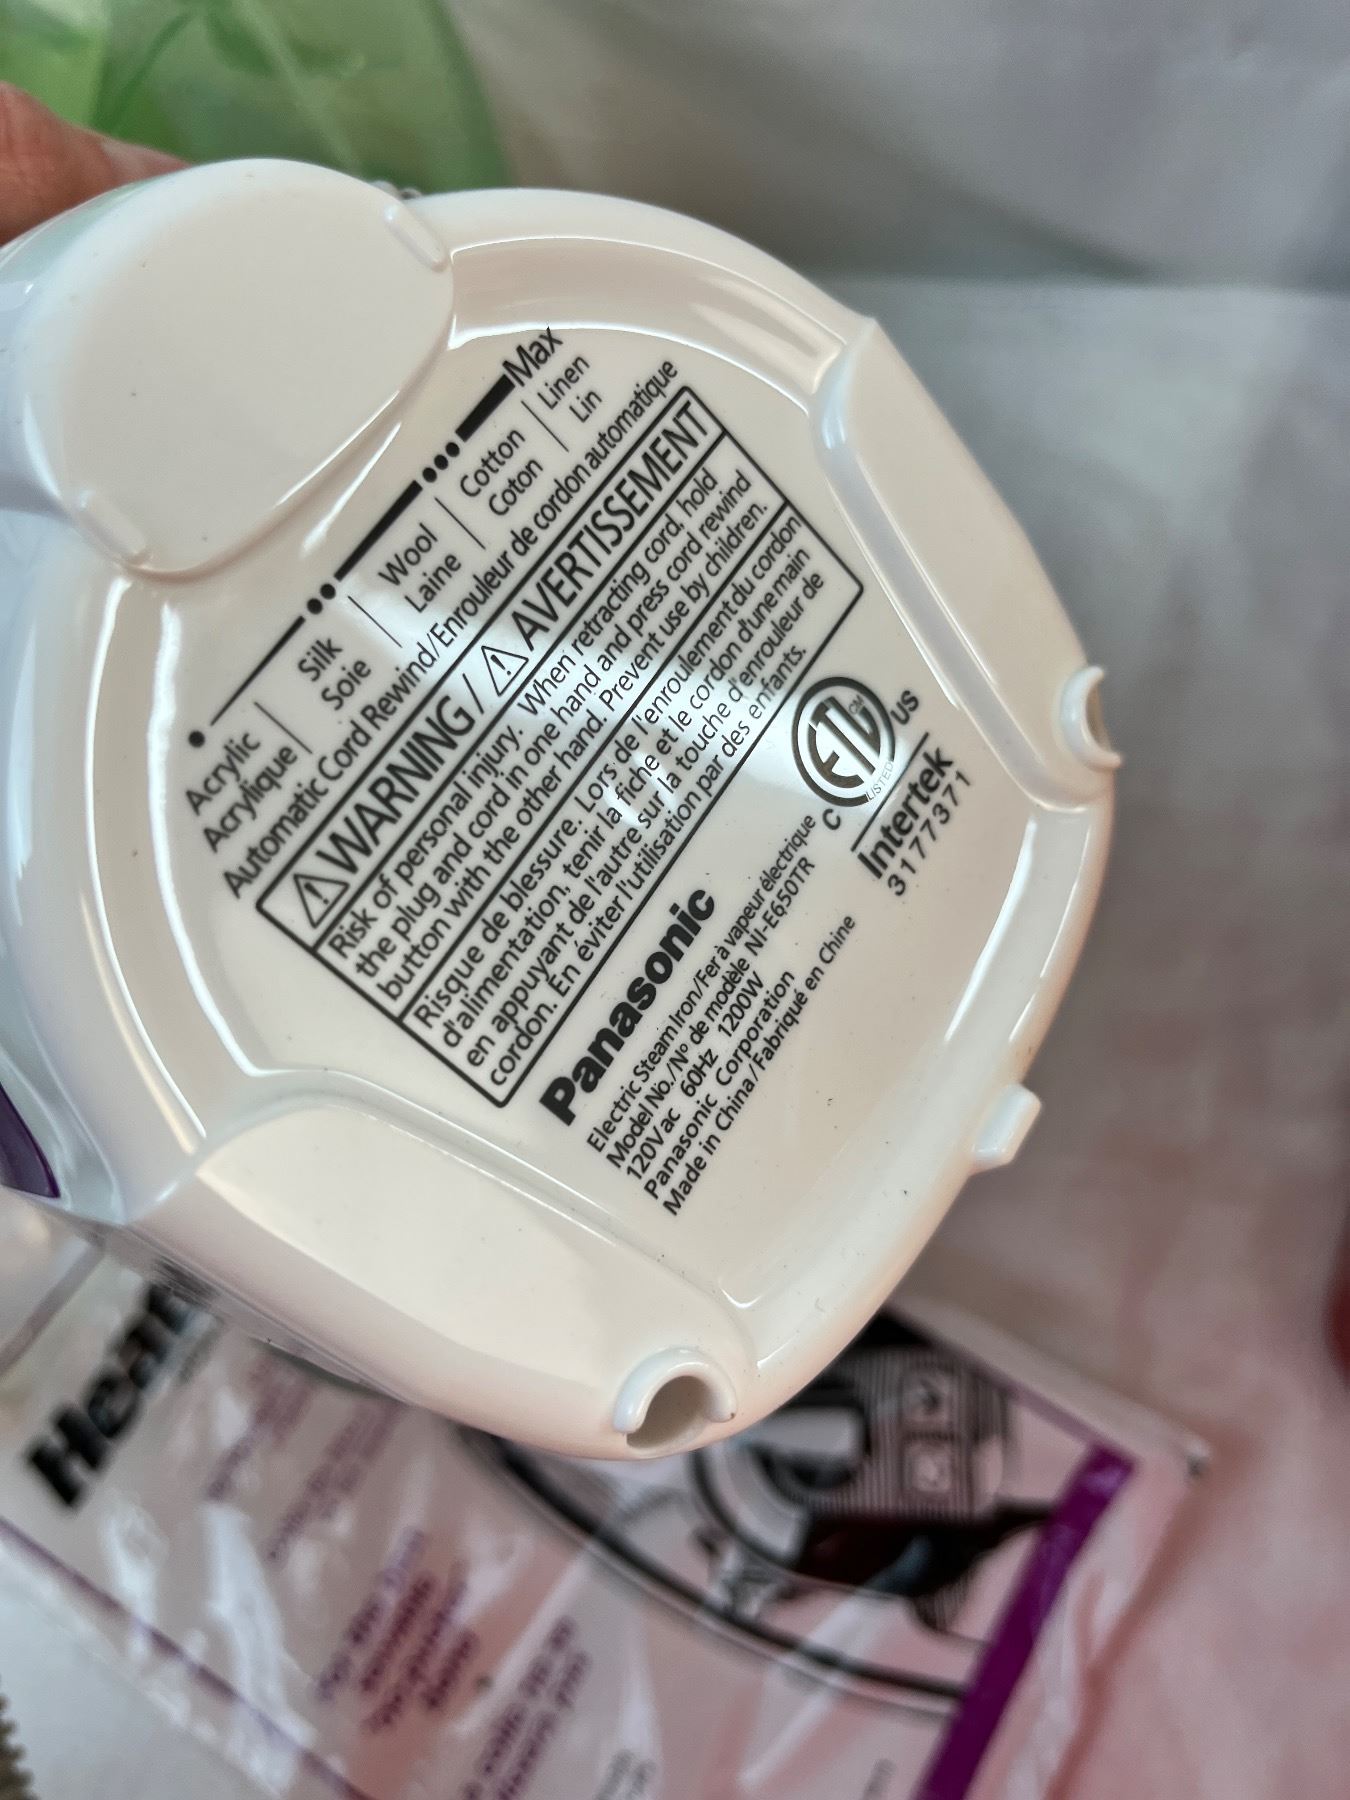 • •• ••• Max
Acrylic | Silk | Wool | Cotton | Linen
Acrylique | Soie | Laine | Coton | Lin
Automatic Cord Rewind/Enrouleur de cordon automatique
⚠WARNING / ⚠ AVERTISSEMENT
Risk of personal injury. When retracting cord, hold
the plug and cord in one hand and press cord rewind
button with the other hand. Prevent use by children.
Risque de blessure. Lors de l'enroulement du cordon
d'alimentation, tenir la fiche et le cordon d'une main
en appuyant de l'autre sur la touche d'enrouleur de
cordon. En éviter l'utilisation par des enfants.
Panasonic
Electric Steam Iron/Fer à vapeur électrique
Model No./Nº de modèle NI-E650TR
120V ac 60Hz 1200W
Panasonic Corporation
Made in China/Fabriqué en Chine
C ETL CM US
LISTED
Intertek
3177371